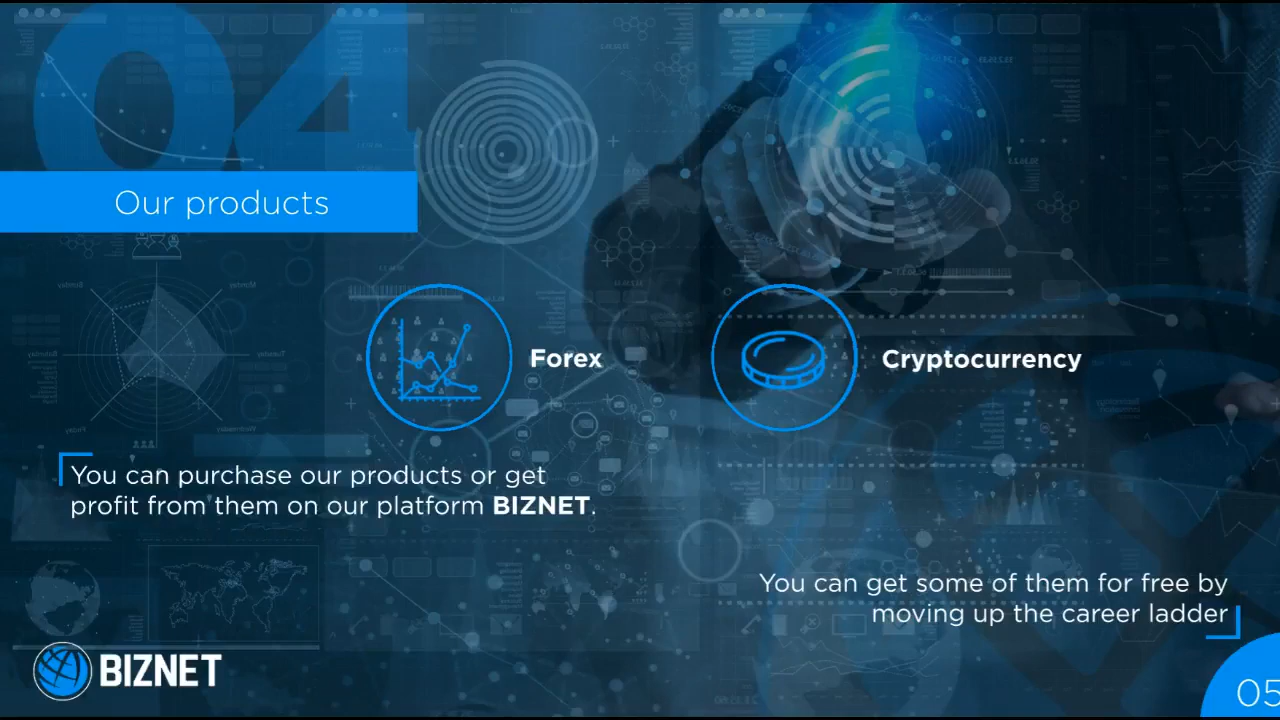 04
Our products
Forex
Cryptocurrency
You can purchase our products or get
profit from them on our platform BIZNET.
You can get some of them for free by
moving up the career ladder
BIZNET
05